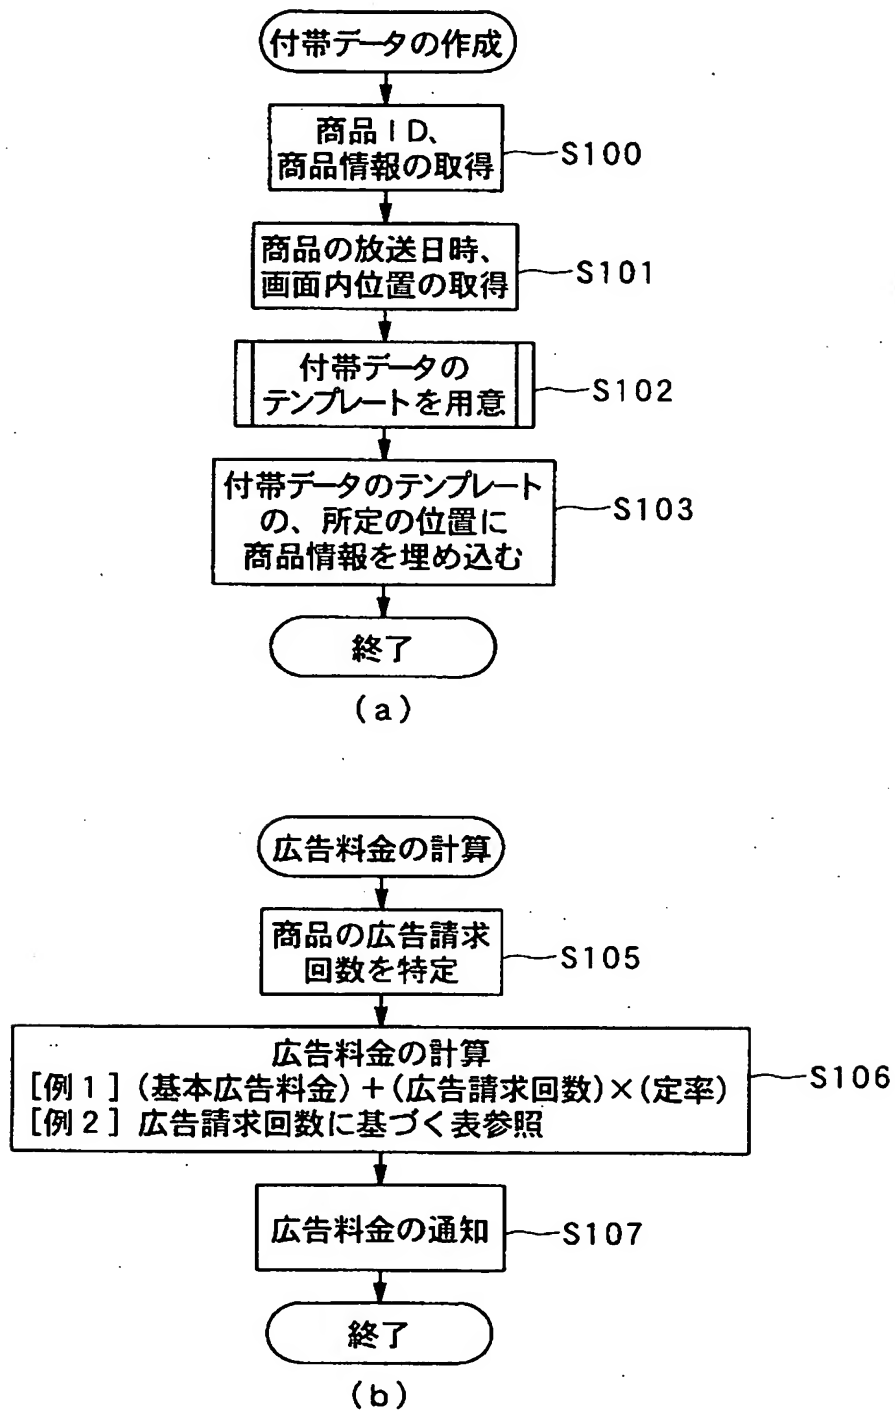 付帯データの作成
商品ID、
商品情報の取得
S100
商品の放送日時、
画面内位置の取得
S101
付帯データの
テンプレートを用意
S102
付帯データのテンプレート
の、所定の位置に
商品情報を埋め込む
S103
終了
(a)
広告料金の計算
商品の広告請求
回数を特定
S105
広告料金の計算
[例1](基本広告料金)+(広告請求回数)×(定率)
[例2]広告請求回数に基づく表参照
S106
広告料金の通知
S107
終了
(b)